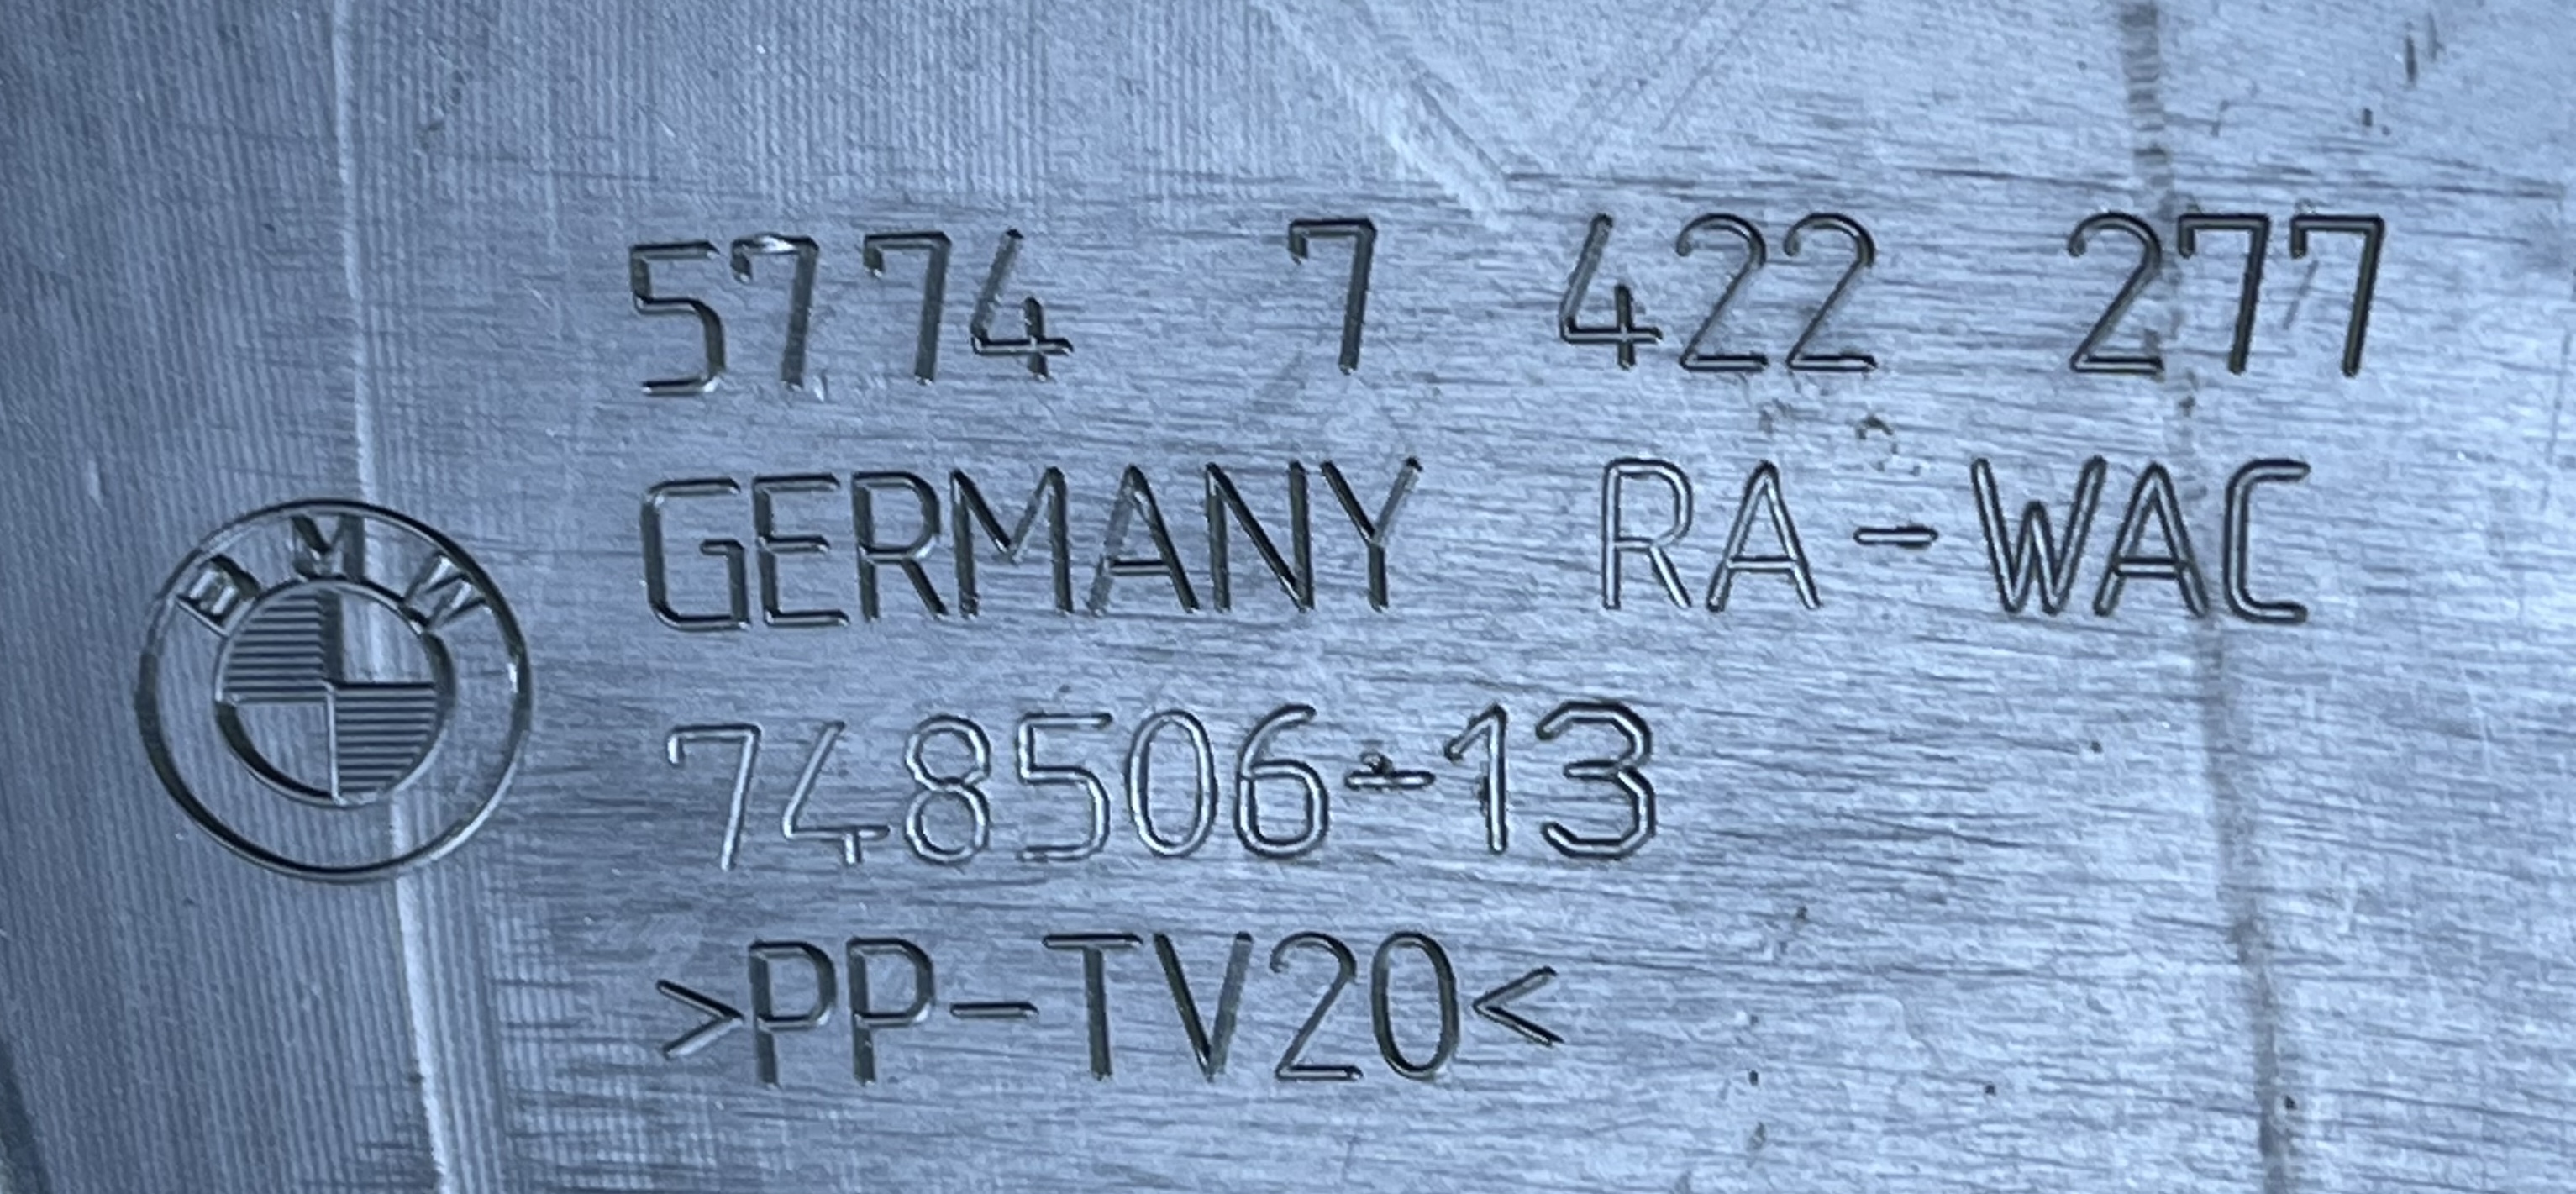 5774 7 422 277
GERMANY RA-WAC
BMW
748506-13
>PP-TV20<